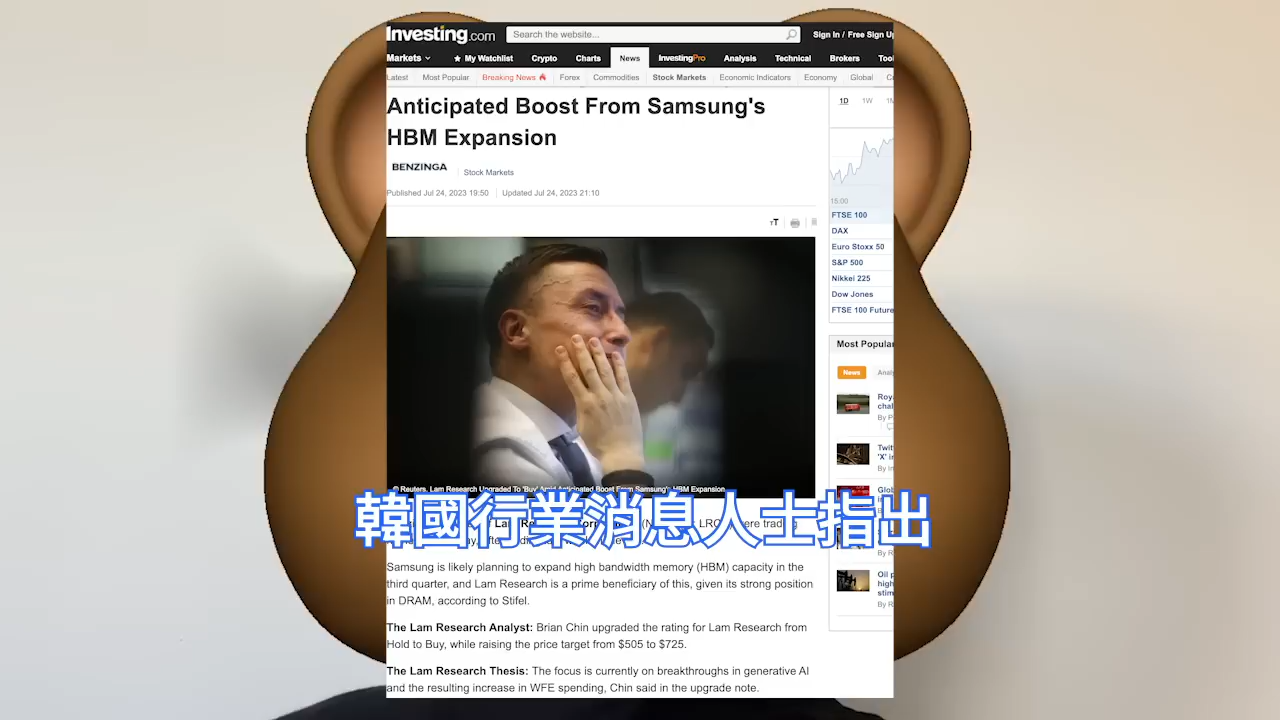 Investing.com
Search the website...
Sign In / Free Sign Up
Markets
My Watchlist
Crypto
Charts
News
InvestingPro
Analysis
Technical
Brokers
Latest
Most Popular
Breaking News
Forex
Commodities
Stock Markets
Economic Indicators
Economy
Global
Anticipated Boost From Samsung's
HBM Expansion
BENZINGA
Stock Markets
Published Jul 24, 2023 19:50
Updated Jul 24, 2023 21:10
© Reuters. Lam Research Upgraded To 'Buy' Amid Anticipated Boost From Samsung's HBM Expansion
韓國行業消息人士指出
Samsung is likely planning to expand high bandwidth memory (HBM) capacity in the
third quarter, and Lam Research is a prime beneficiary of this, given its strong position
in DRAM, according to Stifel.
The Lam Research Analyst: Brian Chin upgraded the rating for Lam Research from
Hold to Buy, while raising the price target from $505 to $725.
The Lam Research Thesis: The focus is currently on breakthroughs in generative AI
and the resulting increase in WFE spending, Chin said in the upgrade note.
1D
1W
15:00
FTSE 100
DAX
Euro Stoxx 50
S&P 500
Nikkei 225
Dow Jones
FTSE 100 Future
Most Popular
News